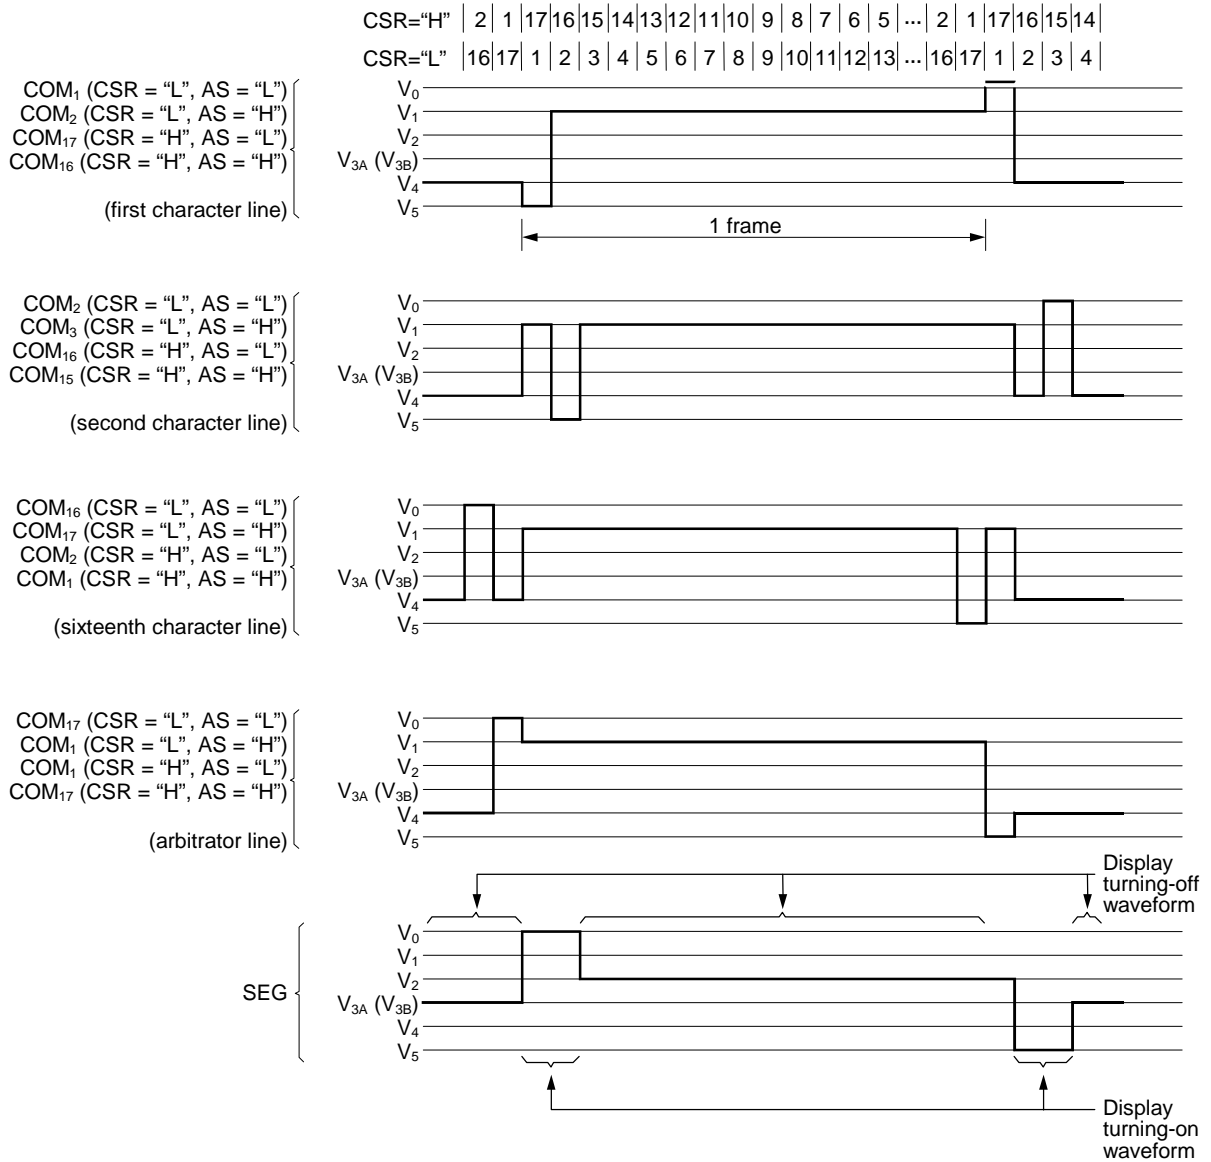 CSR=“H” 2 1 17 16 15 14 13 12 11 10 9 8 7 6 5 ... 2 1 17 16 15 14
CSR=“L” 16 17 1 2 3 4 5 6 7 8 9 10 11 12 13 ... 16 17 1 2 3 4
COM₁ (CSR = “L”, AS = “L”)
COM₂ (CSR = “L”, AS = “H”)
COM₁₇ (CSR = “H”, AS = “L”)
COM₁₆ (CSR = “H”, AS = “H”)
(first character line)
V₀
V₁
V₂
V₃A (V₃B)
V₄
V₅
1 frame
COM₂ (CSR = “L”, AS = “L”)
COM₃ (CSR = “L”, AS = “H”)
COM₁₆ (CSR = “H”, AS = “L”)
COM₁₅ (CSR = “H”, AS = “H”)
(second character line)
V₀
V₁
V₂
V₃A (V₃B)
V₄
V₅
COM₁₆ (CSR = “L”, AS = “L”)
COM₁₇ (CSR = “L”, AS = “H”)
COM₂ (CSR = “H”, AS = “L”)
COM₁ (CSR = “H”, AS = “H”)
(sixteenth character line)
V₀
V₁
V₂
V₃A (V₃B)
V₄
V₅
COM₁₇ (CSR = “L”, AS = “L”)
COM₁ (CSR = “L”, AS = “H”)
COM₁ (CSR = “H”, AS = “L”)
COM₁₇ (CSR = “H”, AS = “H”)
(arbitrator line)
V₀
V₁
V₂
V₃A (V₃B)
V₄
V₅
Display
turning-off
waveform
SEG
V₀
V₁
V₂
V₃A (V₃B)
V₄
V₅
Display
turning-on
waveform